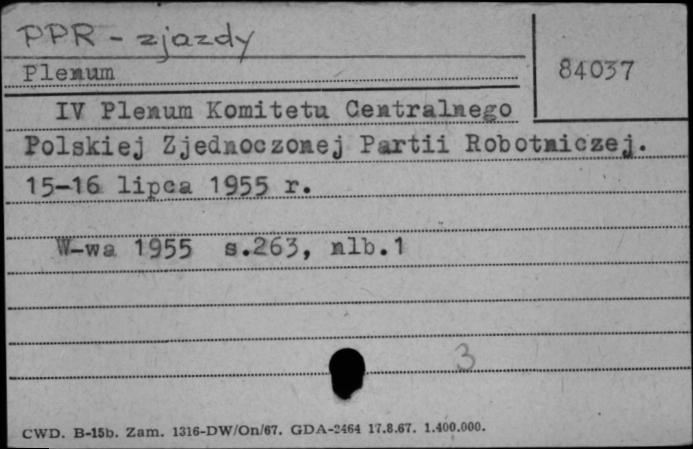 PPR - zjazdy
Plenum
84037
IV Plenum Komitetu Centralnego
Polskiej Zjednoczonej Partii Robotniczej.
15-16 lipca 1955 r.
W-wa 1955 s.263, nlb.1
3
CWD. B-15b. Zam. 1316-DW/On/67. GDA-2464 17.8.67. 1.400.000.